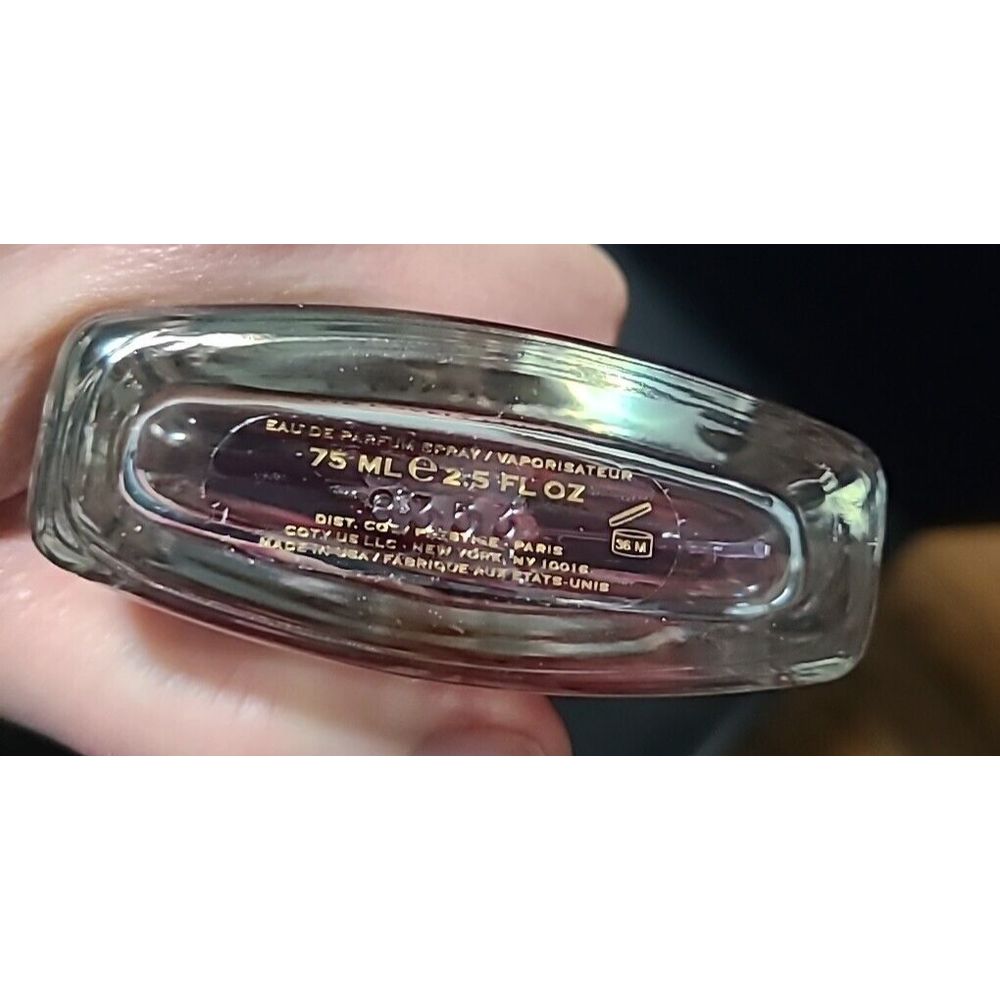 EAU DE PARFUM SPRAY / VAPORISATEUR
75 ML e 2.5 FL OZ
DIST. COTY PRESTIGE - PARIS
COTY US LLC - NEW YORK, NY 10016
MADE IN USA / FABRIQUE AUX ETATS-UNIS
36 M